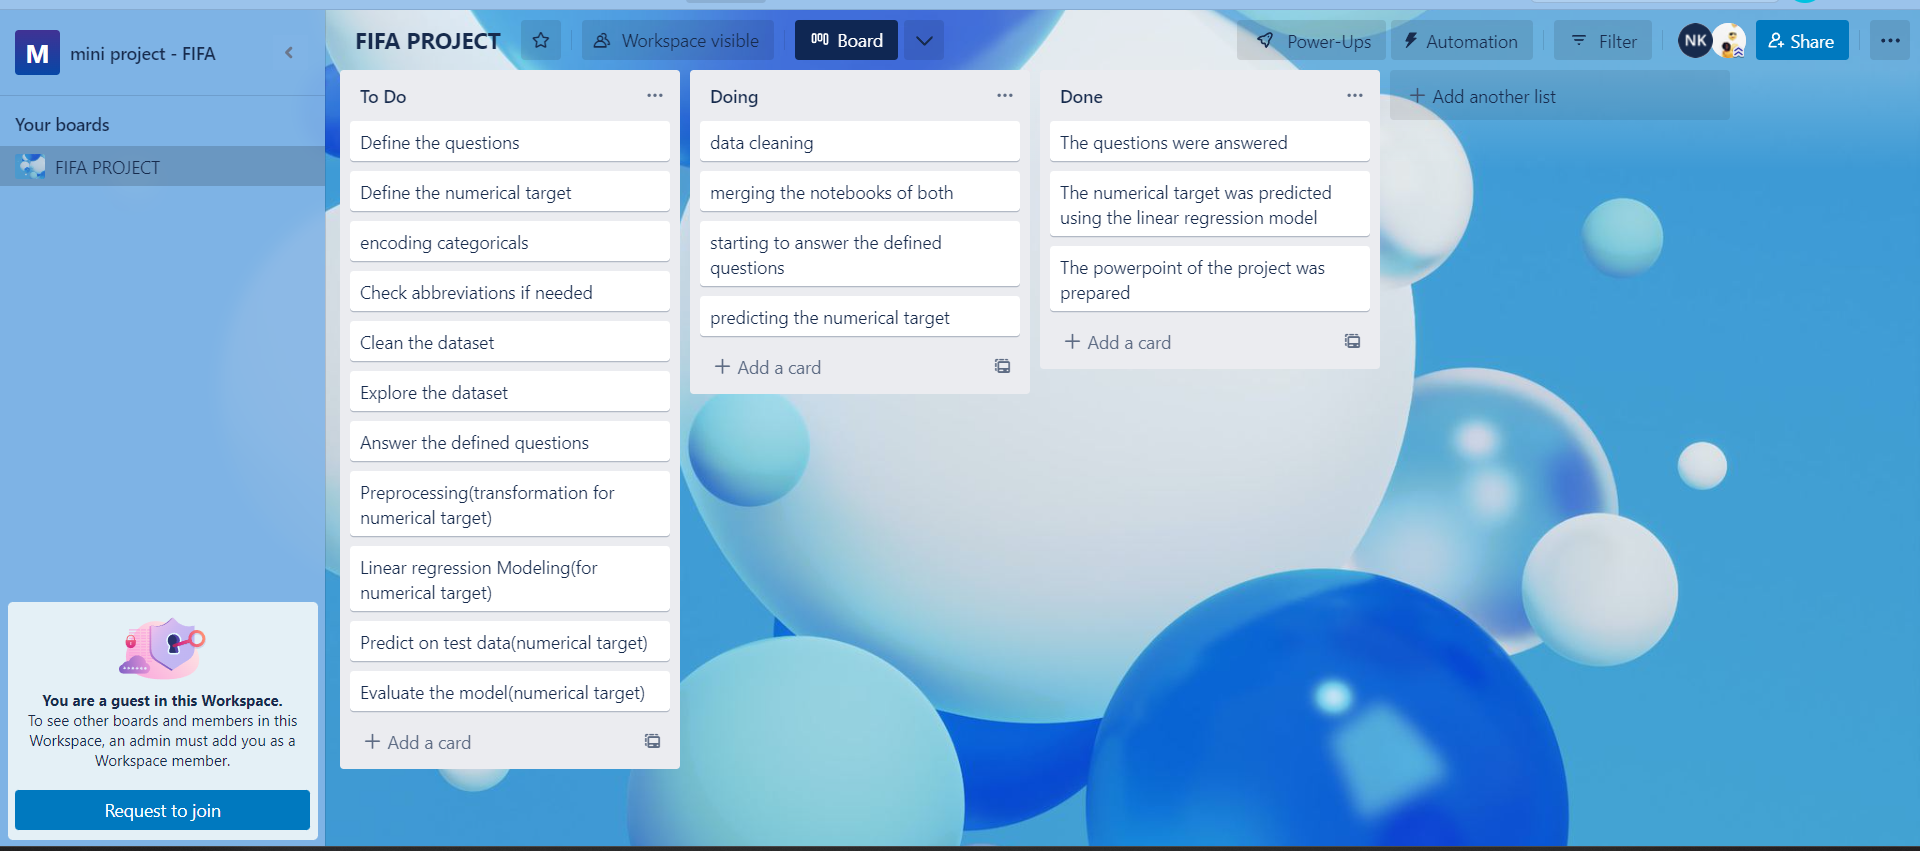 M
mini project - FIFA
Your boards
FIFA PROJECT
You are a guest in this Workspace.
To see other boards and members in this
Workspace, an admin must add you as a
Workspace member.
Request to join
FIFA PROJECT
Workspace visible
Board
Power-Ups
Automation
Filter
NK
Share
To Do
Define the questions
Define the numerical target
encoding categoricals
Check abbreviations if needed
Clean the dataset
Explore the dataset
Answer the defined questions
Preprocessing(transformation for
numerical target)
Linear regression Modeling(for
numerical target)
Predict on test data(numerical target)
Evaluate the model(numerical target)
+ Add a card
Doing
data cleaning
merging the notebooks of both
starting to answer the defined
questions
predicting the numerical target
+ Add a card
Done
The questions were answered
The numerical target was predicted
using the linear regression model
The powerpoint of the project was
prepared
+ Add a card
+ Add another list